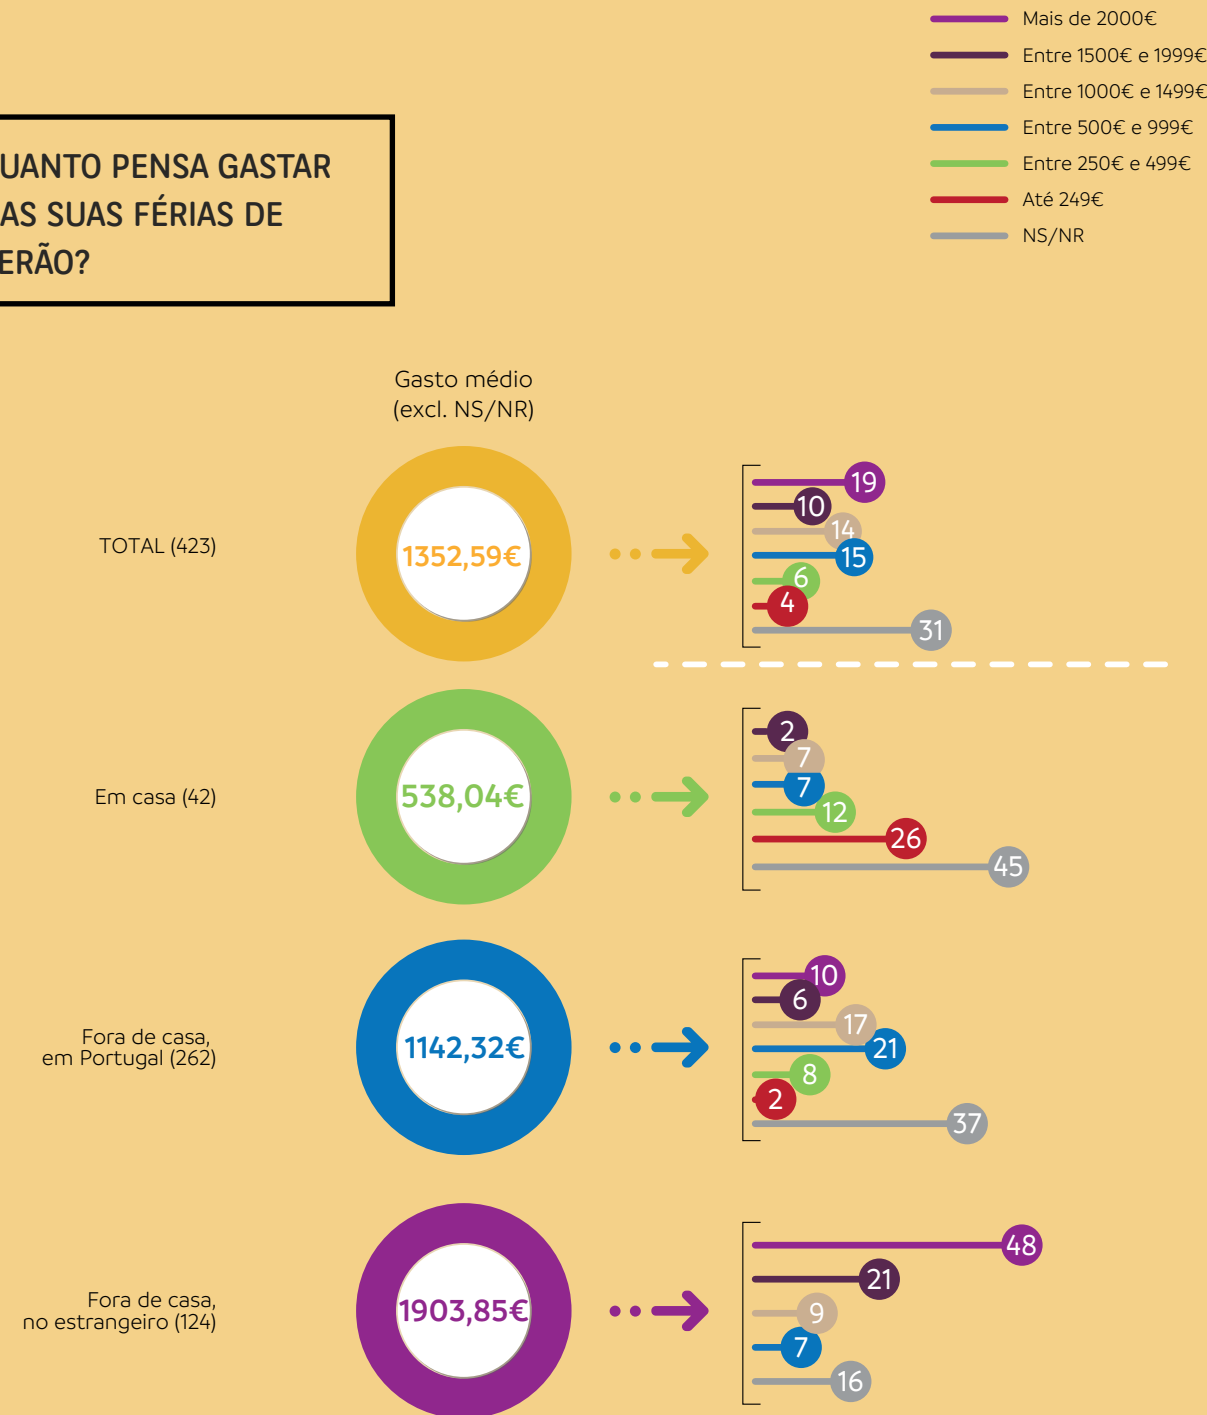 Mais de 2000€
Entre 1500€ e 1999€
Entre 1000€ e 1499€
Entre 500€ e 999€
Entre 250€ e 499€
Até 249€
NS/NR
UANTO PENSA GASTAR
AS SUAS FÉRIAS DE
ERÃO?
Gasto médio
(excl. NS/NR)
TOTAL (423)
1352,59€
19
10
14
15
6
4
31
Em casa (42)
538,04€
2
7
7
12
26
45
Fora de casa,
em Portugal (262)
1142,32€
10
6
17
21
8
2
37
Fora de casa,
no estrangeiro (124)
1903,85€
48
21
9
7
16